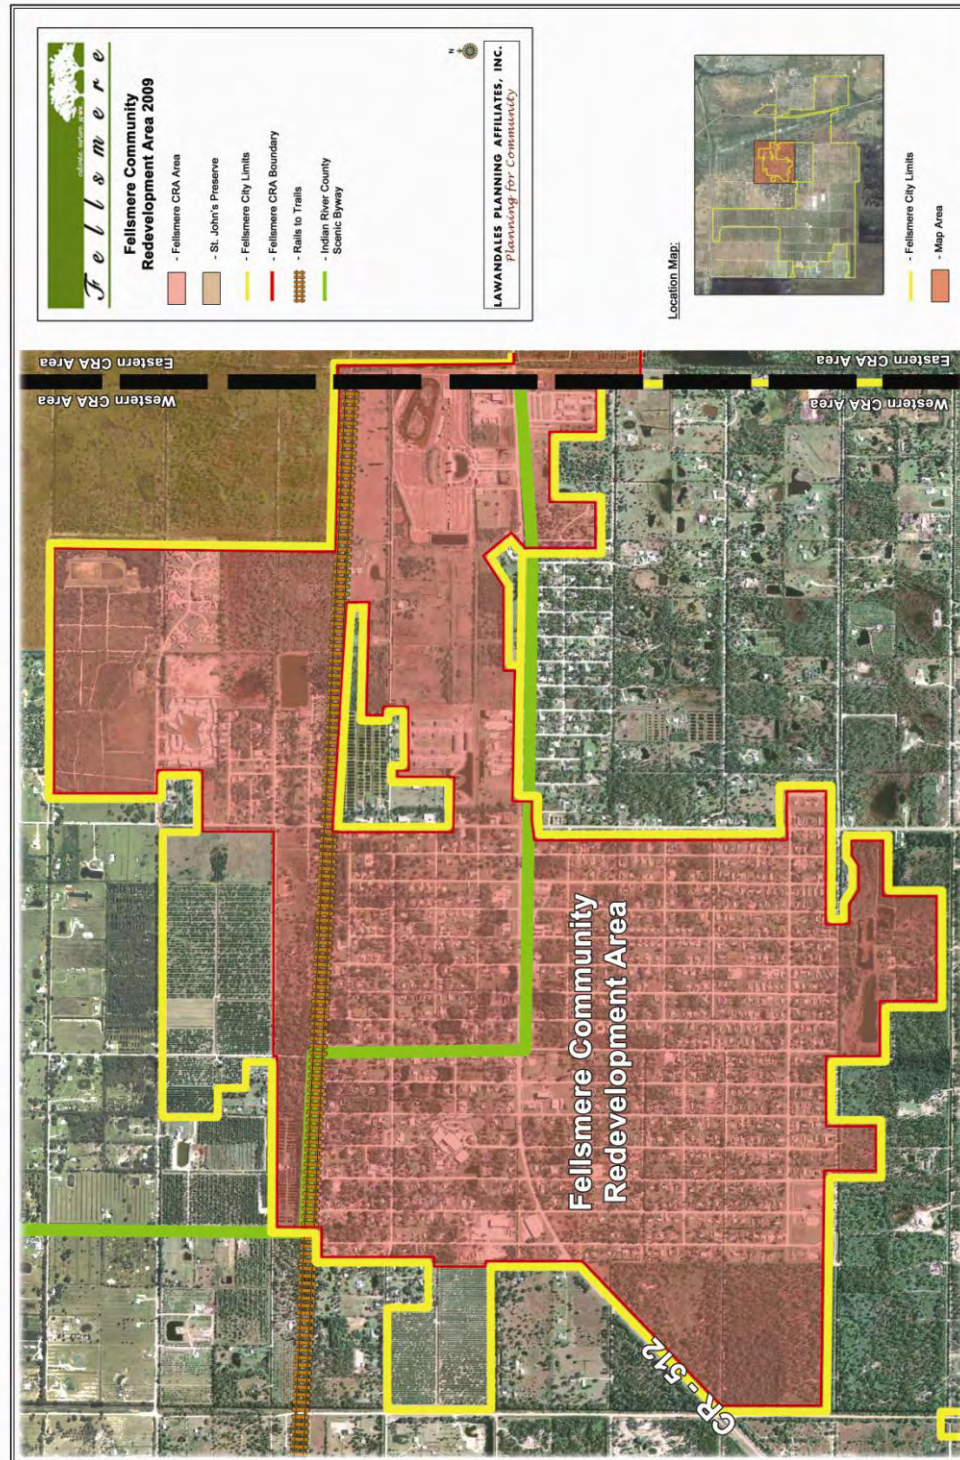 Fellsmere
Fellsmere Community
Redevelopment Area 2009
- Fellsmere CRA Area
- St. John's Preserve
- Fellsmere City Limits
- Fellsmere CRA Boundary
- Rails to Trails
- Indian River County
Scenic Byway
N
LAWANDALES PLANNING AFFILIATES, INC.
Planning for Community
Location Map:
- Fellsmere City Limits
- Map Area
Eastern CRA Area
Western CRA Area
Eastern CRA Area
Western CRA Area
Fellsmere Community
Redevelopment Area
CR - 512